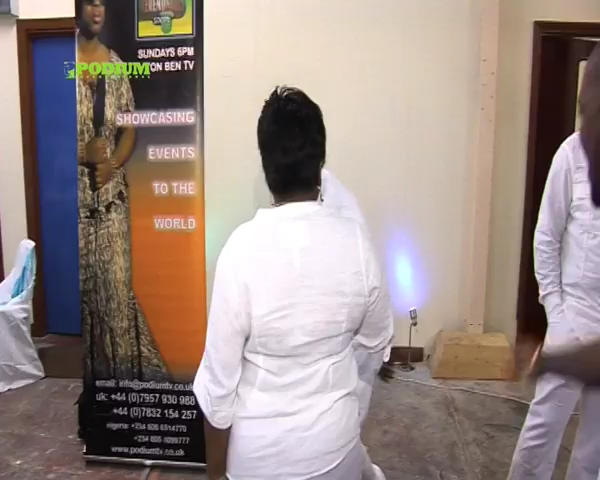 SUNDAYS 6PM
ON BEN TV
PODIUM
SHOWCASING
EVENTS
TO THE
WORLD
email: info@podiumtv.co
uk: +44 (0)7957 930 988
+44 (0)7832 154 257
nigeria:
www.podiumtv.co.uk